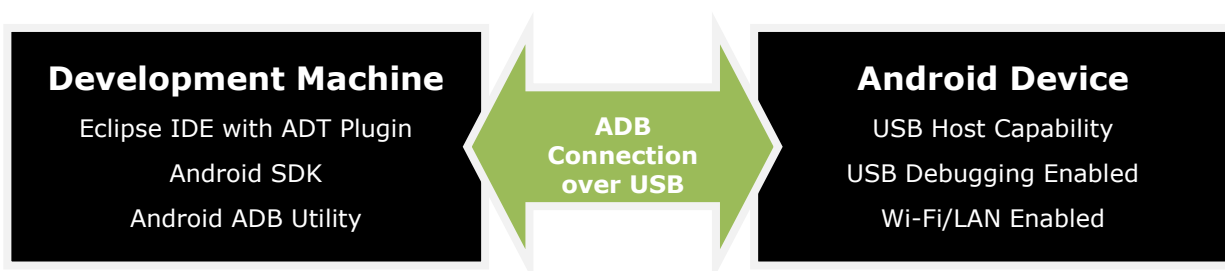 Development Machine
Eclipse IDE with ADT Plugin
Android SDK
Android ADB Utility
ADB
Connection
over USB
Android Device
USB Host Capability
USB Debugging Enabled
Wi-Fi/LAN Enabled